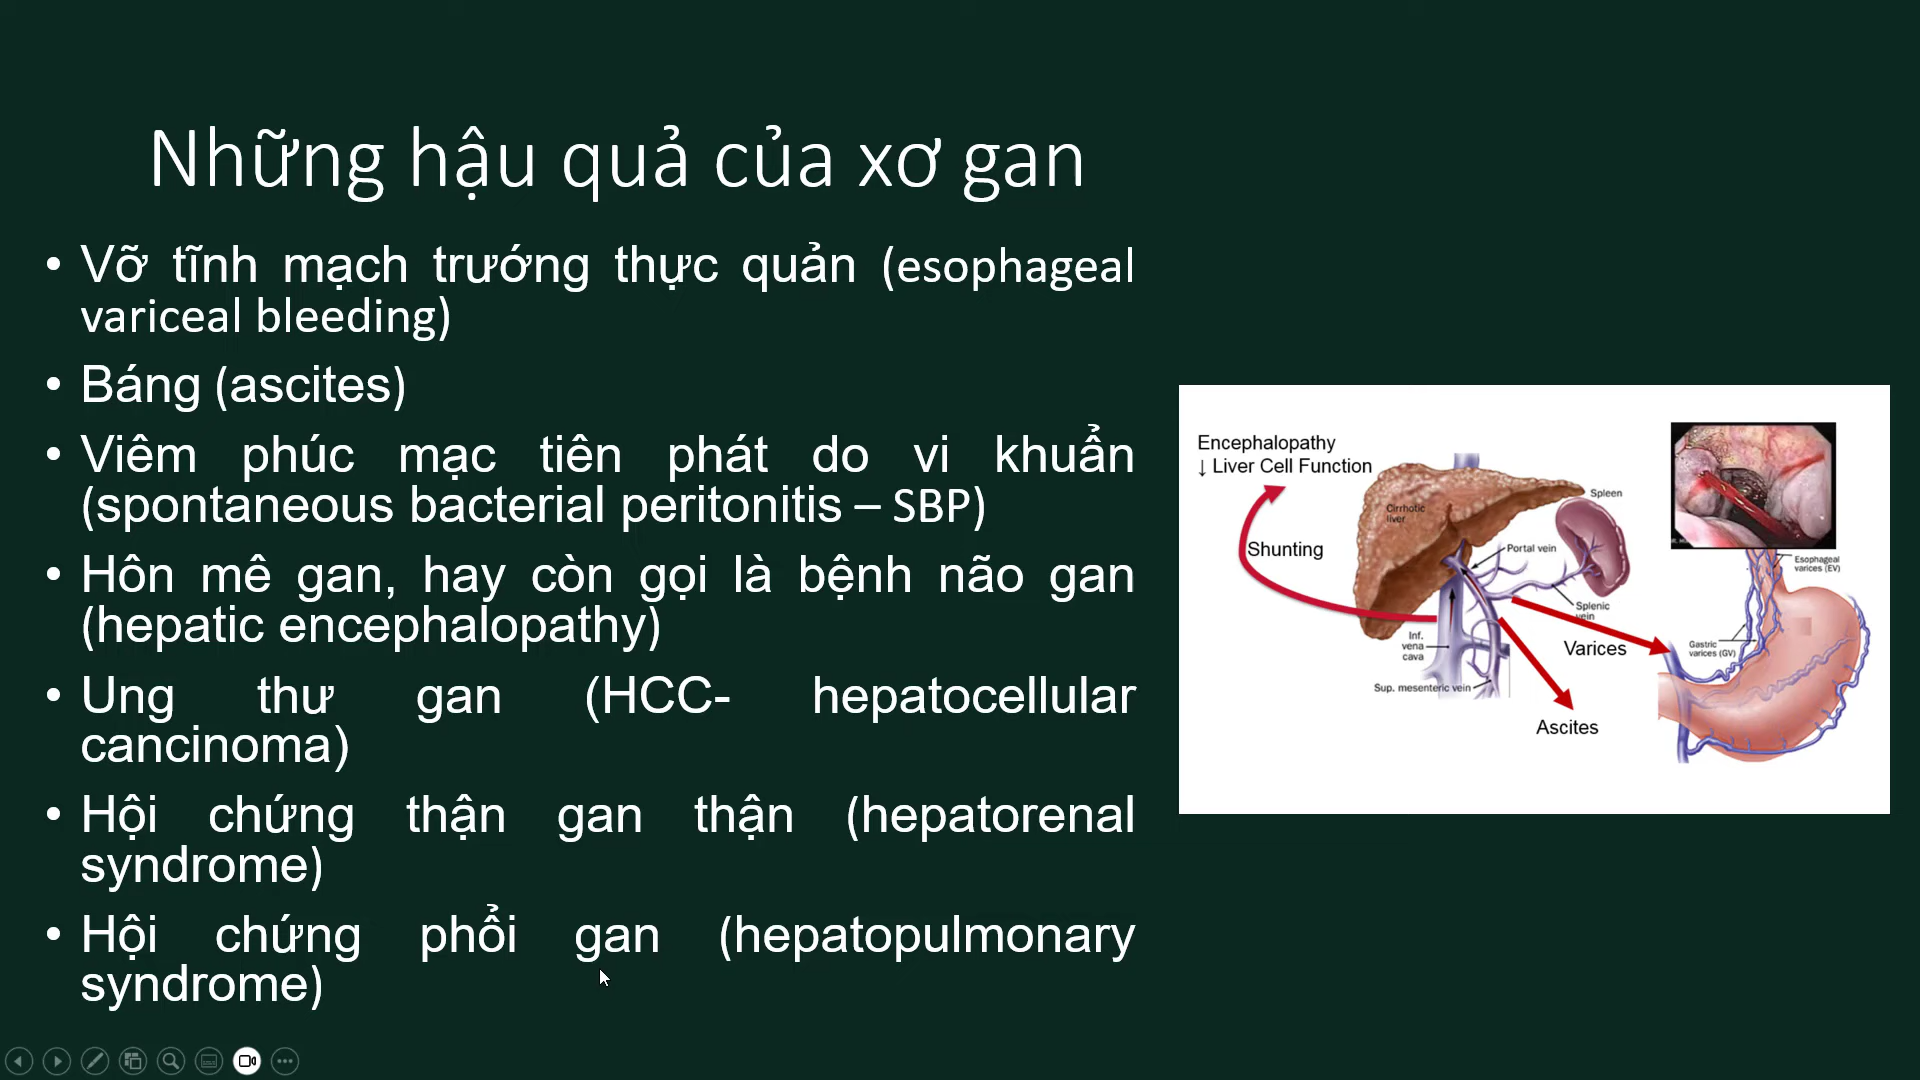 Những hậu quả của xơ gan
• Vỡ tĩnh mạch trướng thực quản (esophageal
variceal bleeding)
• Báng (ascites)
• Viêm phúc mạc tiên phát do vi khuẩn
(spontaneous bacterial peritonitis – SBP)
• Hôn mê gan, hay còn gọi là bệnh não gan
(hepatic encephalopathy)
• Ung thư gan (HCC- hepatocellular
cancinoma)
• Hội chứng thận gan thận (hepatorenal
syndrome)
• Hội chứng phổi gan (hepatopulmonary
syndrome)
Encephalopathy
↓ Liver Cell Function
Shunting
Cirrhotic
liver
Spleen
Portal vein
Splenic
vein
Inf.
vena
cava
Sup. mesenteric vein
Varices
Ascites
Esophageal
varices (EV)
Gastric
varices (GV)